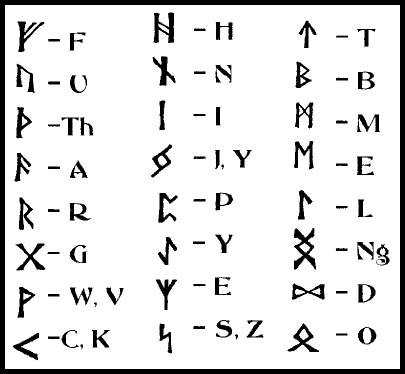 ᚠ – F
ᚢ – U
ᚦ – Th
ᚨ – A
ᚱ – R
ᚷ – G
ᚹ – W, V
ᚲ – C, K
ᚻ – H
ᚾ – N
ᛁ – I
ᛃ – J, Y
ᛈ – P
ᛇ – Y
ᛉ – E
ᛋ – S, Z
ᛏ – T
ᛒ – B
ᛗ – M
ᛖ – E
ᛚ – L
ᛝ – Ng
ᛞ – D
ᛟ – O